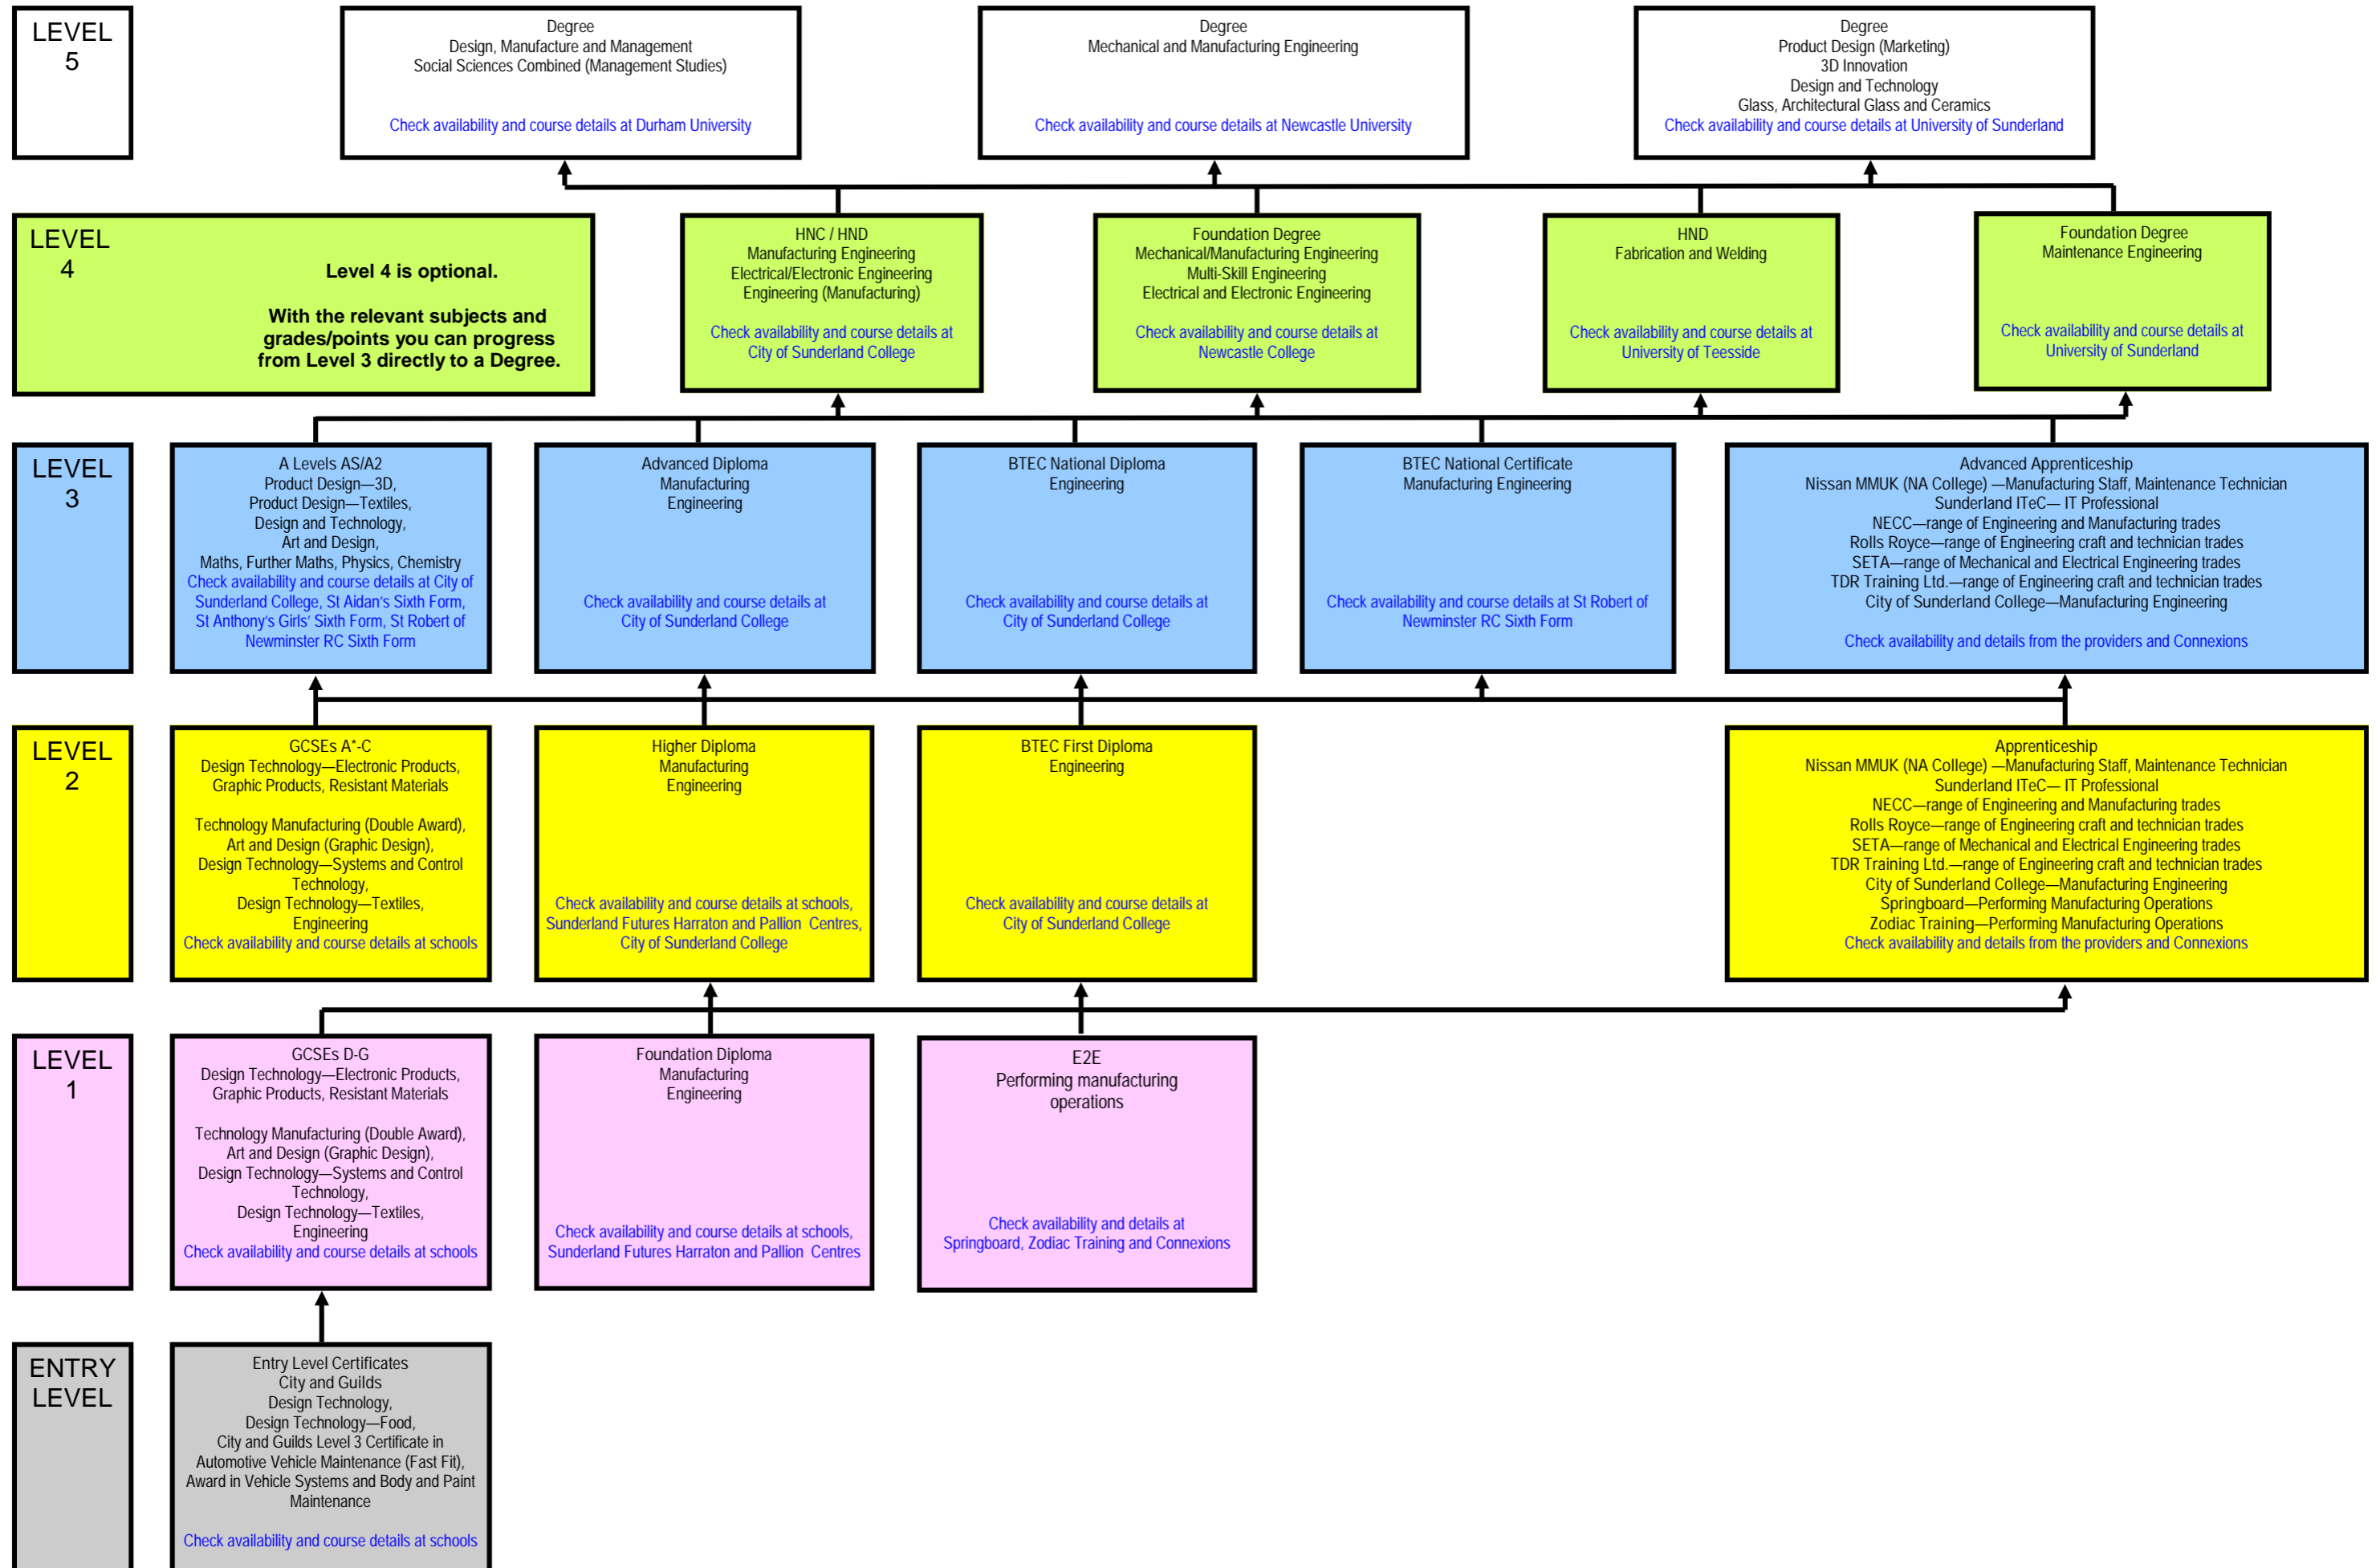 LEVEL
5
Degree
Design, Manufacture and Management
Social Sciences Combined (Management Studies)
Check availability and course details at Durham University
Degree
Mechanical and Manufacturing Engineering
Check availability and course details at Newcastle University
Degree
Product Design (Marketing)
3D Innovation
Design and Technology
Glass, Architectural Glass and Ceramics
Check availability and course details at University of Sunderland
LEVEL
4
Level 4 is optional.
With the relevant subjects and
grades/points you can progress
from Level 3 directly to a Degree.
HNC / HND
Manufacturing Engineering
Electrical/Electronic Engineering
Engineering (Manufacturing)
Check availability and course details at
City of Sunderland College
Foundation Degree
Mechanical/Manufacturing Engineering
Multi-Skill Engineering
Electrical and Electronic Engineering
Check availability and course details at
Newcastle College
HND
Fabrication and Welding
Check availability and course details at
University of Teesside
Foundation Degree
Maintenance Engineering
Check availability and course details at
University of Sunderland
LEVEL
3
A Levels AS/A2
Product Design—3D,
Product Design—Textiles,
Design and Technology,
Art and Design,
Maths, Further Maths, Physics, Chemistry
Check availability and course details at City of
Sunderland College, St Aidan's Sixth Form,
St Anthony's Girls' Sixth Form, St Robert of
Newminster RC Sixth Form
Advanced Diploma
Manufacturing
Engineering
Check availability and course details at
City of Sunderland College
BTEC National Diploma
Engineering
Check availability and course details at
City of Sunderland College
BTEC National Certificate
Manufacturing Engineering
Check availability and course details at St Robert of
Newminster RC Sixth Form
Advanced Apprenticeship
Nissan MMUK (NA College) —Manufacturing Staff, Maintenance Technician
Sunderland ITeC— IT Professional
NECC—range of Engineering and Manufacturing trades
Rolls Royce—range of Engineering craft and technician trades
SETA—range of Mechanical and Electrical Engineering trades
TDR Training Ltd.—range of Engineering craft and technician trades
City of Sunderland College—Manufacturing Engineering
Check availability and details from the providers and Connexions
LEVEL
2
GCSEs A*-C
Design Technology—Electronic Products,
Graphic Products, Resistant Materials
Technology Manufacturing (Double Award),
Art and Design (Graphic Design),
Design Technology—Systems and Control
Technology,
Design Technology—Textiles,
Engineering
Check availability and course details at schools
Higher Diploma
Manufacturing
Engineering
Check availability and course details at schools,
Sunderland Futures Harraton and Pallion Centres,
City of Sunderland College
BTEC First Diploma
Engineering
Check availability and course details at
City of Sunderland College
Apprenticeship
Nissan MMUK (NA College) —Manufacturing Staff, Maintenance Technician
Sunderland ITeC— IT Professional
NECC—range of Engineering and Manufacturing trades
Rolls Royce—range of Engineering craft and technician trades
SETA—range of Mechanical and Electrical Engineering trades
TDR Training Ltd.—range of Engineering craft and technician trades
City of Sunderland College—Manufacturing Engineering
Springboard—Performing Manufacturing Operations
Zodiac Training—Performing Manufacturing Operations
Check availability and details from the providers and Connexions
LEVEL
1
GCSEs D-G
Design Technology—Electronic Products,
Graphic Products, Resistant Materials
Technology Manufacturing (Double Award),
Art and Design (Graphic Design),
Design Technology—Systems and Control
Technology,
Design Technology—Textiles,
Engineering
Check availability and course details at schools
Foundation Diploma
Manufacturing
Engineering
Check availability and course details at schools,
Sunderland Futures Harraton and Pallion Centres
E2E
Performing manufacturing
operations
Check availability and details at
Springboard, Zodiac Training and Connexions
ENTRY
LEVEL
Entry Level Certificates
City and Guilds
Design Technology,
Design Technology—Food,
City and Guilds Level 3 Certificate in
Automotive Vehicle Maintenance (Fast Fit),
Award in Vehicle Systems and Body and Paint
Maintenance
Check availability and course details at schools